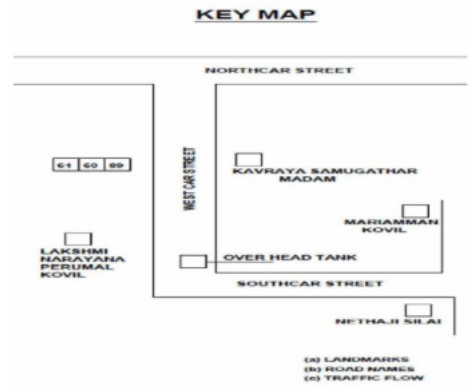 KEY MAP
NORTHCAR STREET
WEST CAR STREET
61 60 89
KAVRAYA SAMUGATHAR
MADAM
MARIAMMAN
KOVIL
LAKSHMI
NARAYANA
PERUMAL
KOVIL
OVER HEAD TANK
SOUTHCAR STREET
NETHAJI SILAI
(a) LANDMARKS
(b) ROAD NAMES
(c) TRAFFIC FLOW